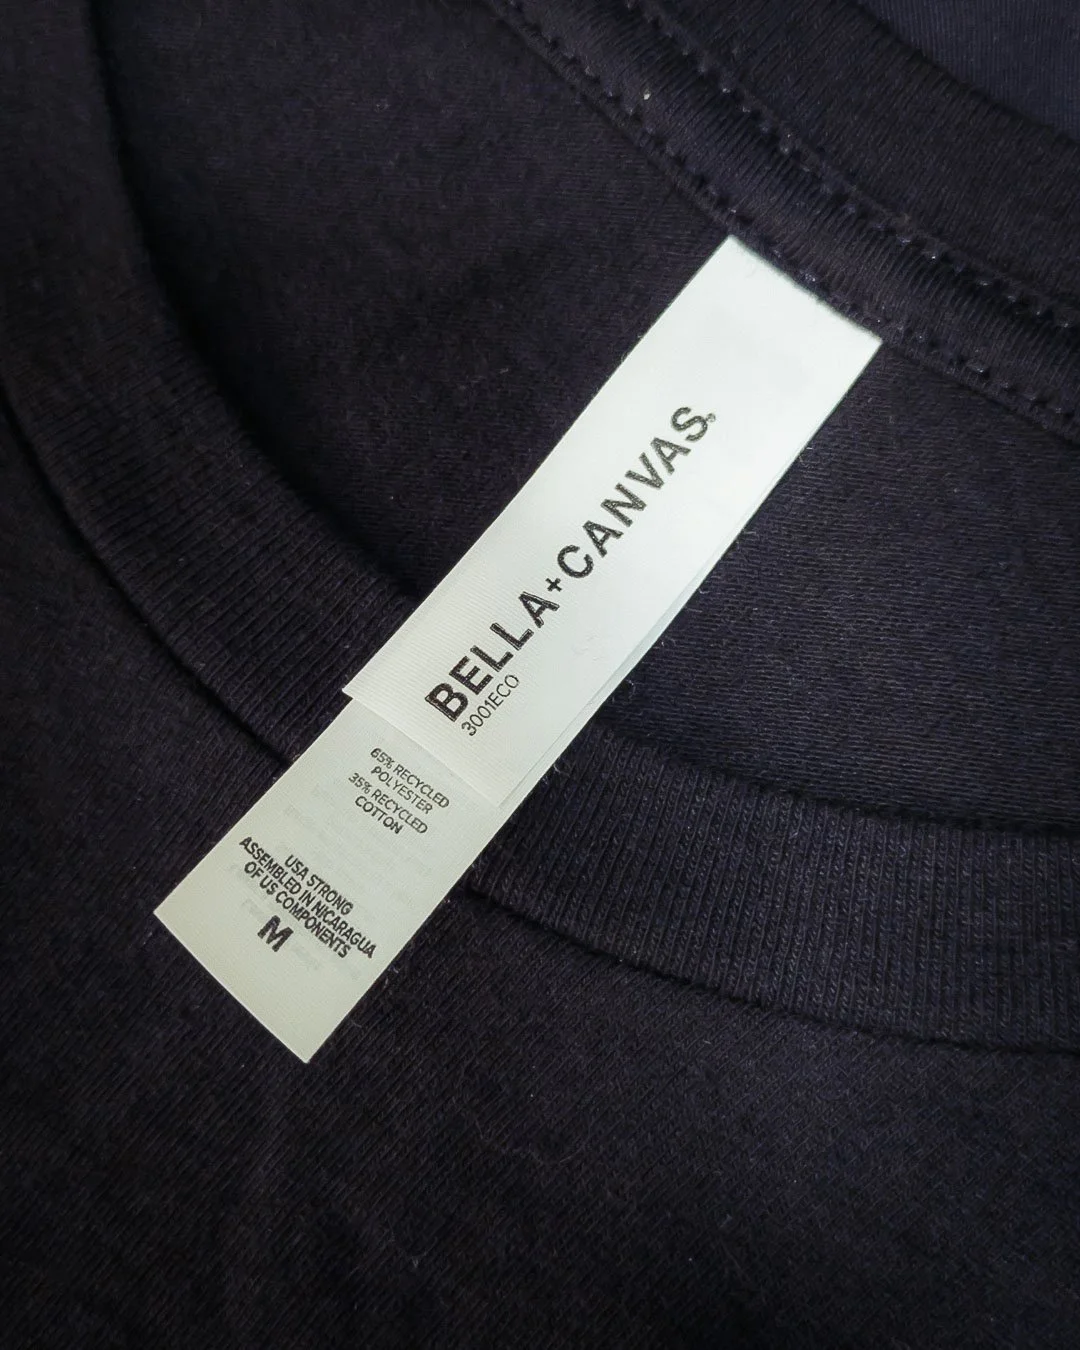 BELLA+CANVAS®
3001ECO
65% RECYCLED
POLYESTER
35% RECYCLED
COTTON
USA STRONG
ASSEMBLED IN NICARAGUA
OF US COMPONENTS
M